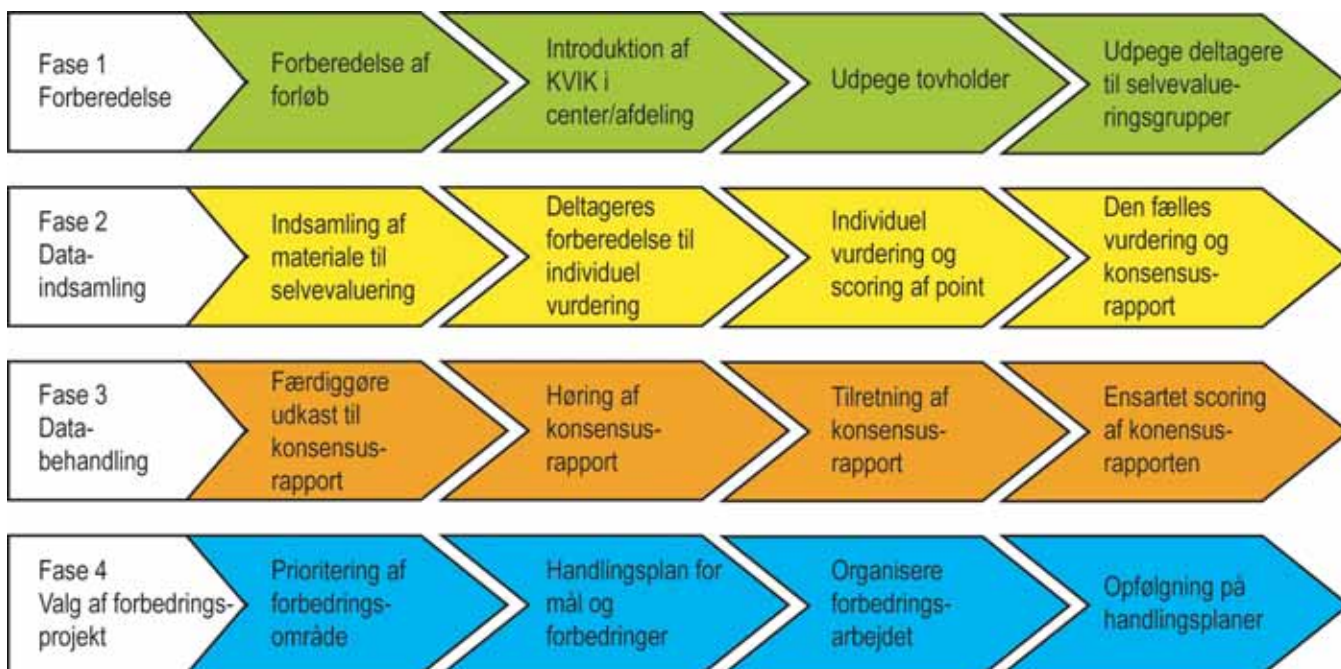 Fase 1
Forberedelse
Forberedelse af
forløb
Introduktion af
KVIK i
center/afdeling
Udpege tovholder
Udpege deltagere
til selvevalue-
ringsgrupper
Fase 2
Data-
indsamling
Indsamling af
materiale til
selvevaluering
Deltageres
forberedelse til
individuel
vurdering
Individuel
vurdering og
scoring af point
Den fælles
vurdering og
konsensus-
rapport
Fase 3
Data-
behandling
Færdiggøre
udkast til
konsensus-
rapport
Høring af
konsensus-
rapport
Tilretning af
konsensus-
rapport
Ensartet scoring
af konensus-
rapporten
Fase 4
Valg af forbedrings-
projekt
Prioritering af
forbedrings-
område
Handlingsplan for
mål og
forbedringer
Organisere
forbedrings-
arbejdet
Opfølgning på
handlingsplaner